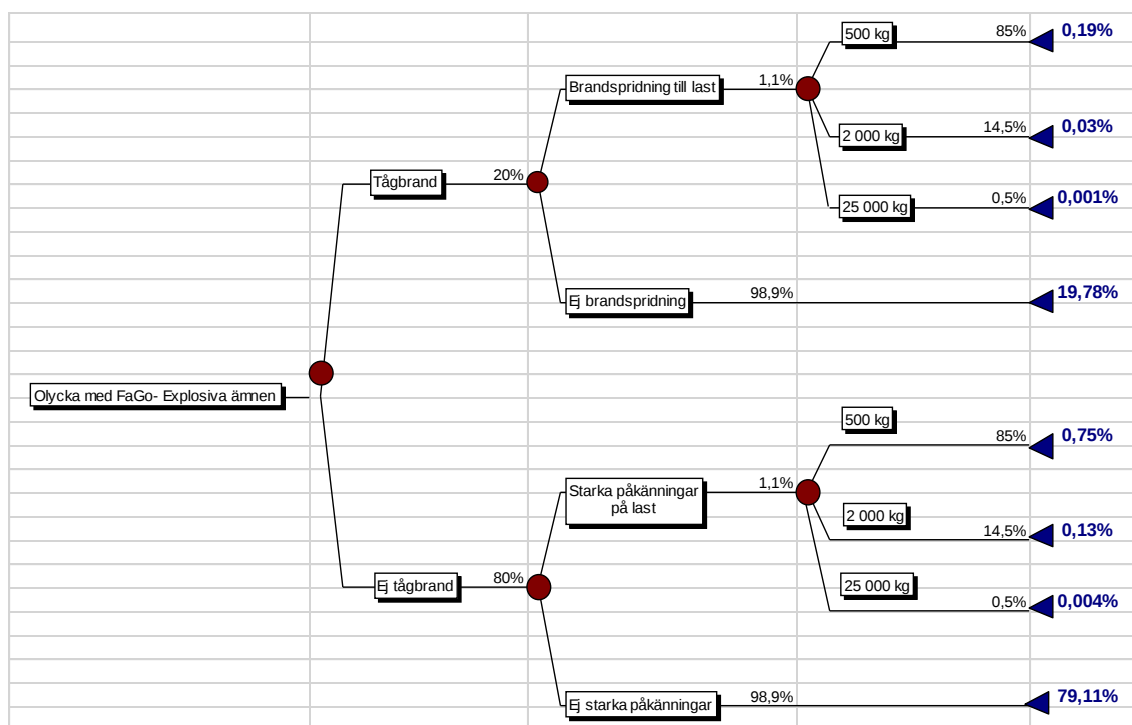 500 kg
85%
0,19%
Brandspridning till last
1,1%
2 000 kg
14,5%
0,03%
Tågbrand
20%
25 000 kg
0,5%
0,001%
Ej brandspridning
98,9%
19,78%
Olycka med FaGo- Explosiva ämnen
500 kg
85%
0,75%
Starka påkänningar
på last
1,1%
2 000 kg
14,5%
0,13%
Ej tågbrand
80%
25 000 kg
0,5%
0,004%
Ej starka påkänningar
98,9%
79,11%